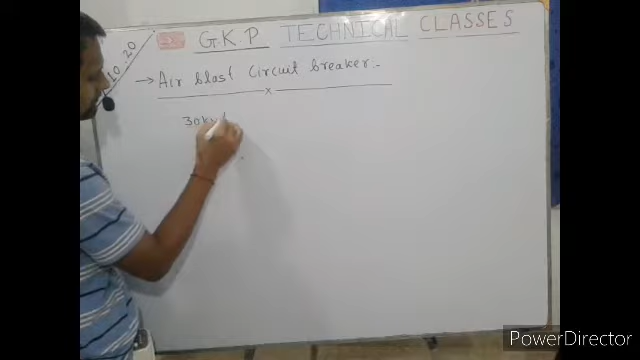 10.20
G.K.P TECHNICAL CLASSES
→ Air blast Circuit breaker:-
x
30kv
PowerDirector